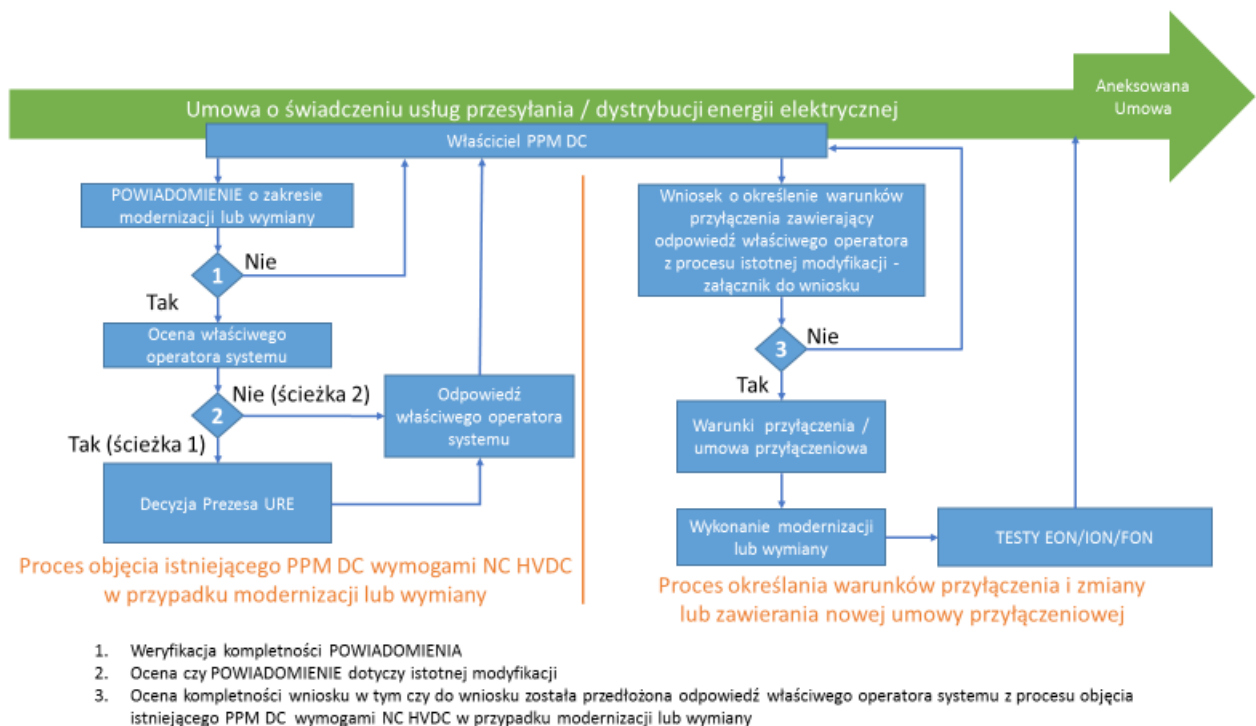 Aneksowana
Umowa
Umowa o świadczeniu usług przesyłania / dystrybucji energii elektrycznej
Właściciel PPM DC
POWIADOMIENIE o zakresie
modernizacji lub wymiany
1
Nie
Tak
Ocena właściwego
operatora systemu
2
Nie (ścieżka 2)
Tak (ścieżka 1)
Odpowiedź
właściwego operatora
systemu
Decyzja Prezesa URE
Proces objęcia istniejącego PPM DC wymogami NC HVDC
w przypadku modernizacji lub wymiany
Wniosek o określenie warunków
przyłączenia zawierający
odpowiedź właściwego operatora
z procesu istotnej modyfikacji -
załącznik do wniosku
3
Nie
Tak
Warunki przyłączenia /
umowa przyłączeniowa
Wykonanie modernizacji
lub wymiany
TESTY EON/ION/FON
Proces określania warunków przyłączenia i zmiany
lub zawierania nowej umowy przyłączeniowej
1. Weryfikacja kompletności POWIADOMIENIA
2. Ocena czy POWIADOMIENIE dotyczy istotnej modyfikacji
3. Ocena kompletności wniosku w tym czy do wniosku została przedłożona odpowiedź właściwego operatora systemu z procesu objęcia
istniejącego PPM DC wymogami NC HVDC w przypadku modernizacji lub wymiany